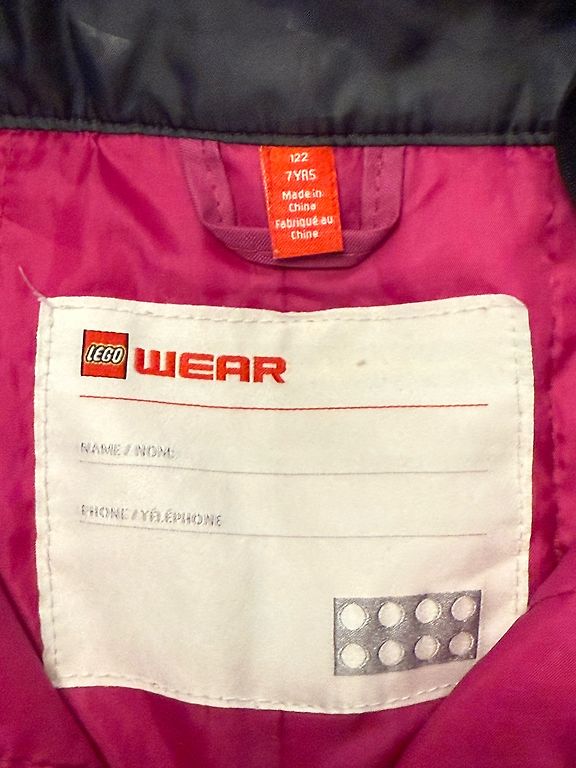 122
7YRS
Made in
China
Fabriqué au
Chine
LEGO WEAR
NAME / NOM:
PHONE / TÉLÉPHONE